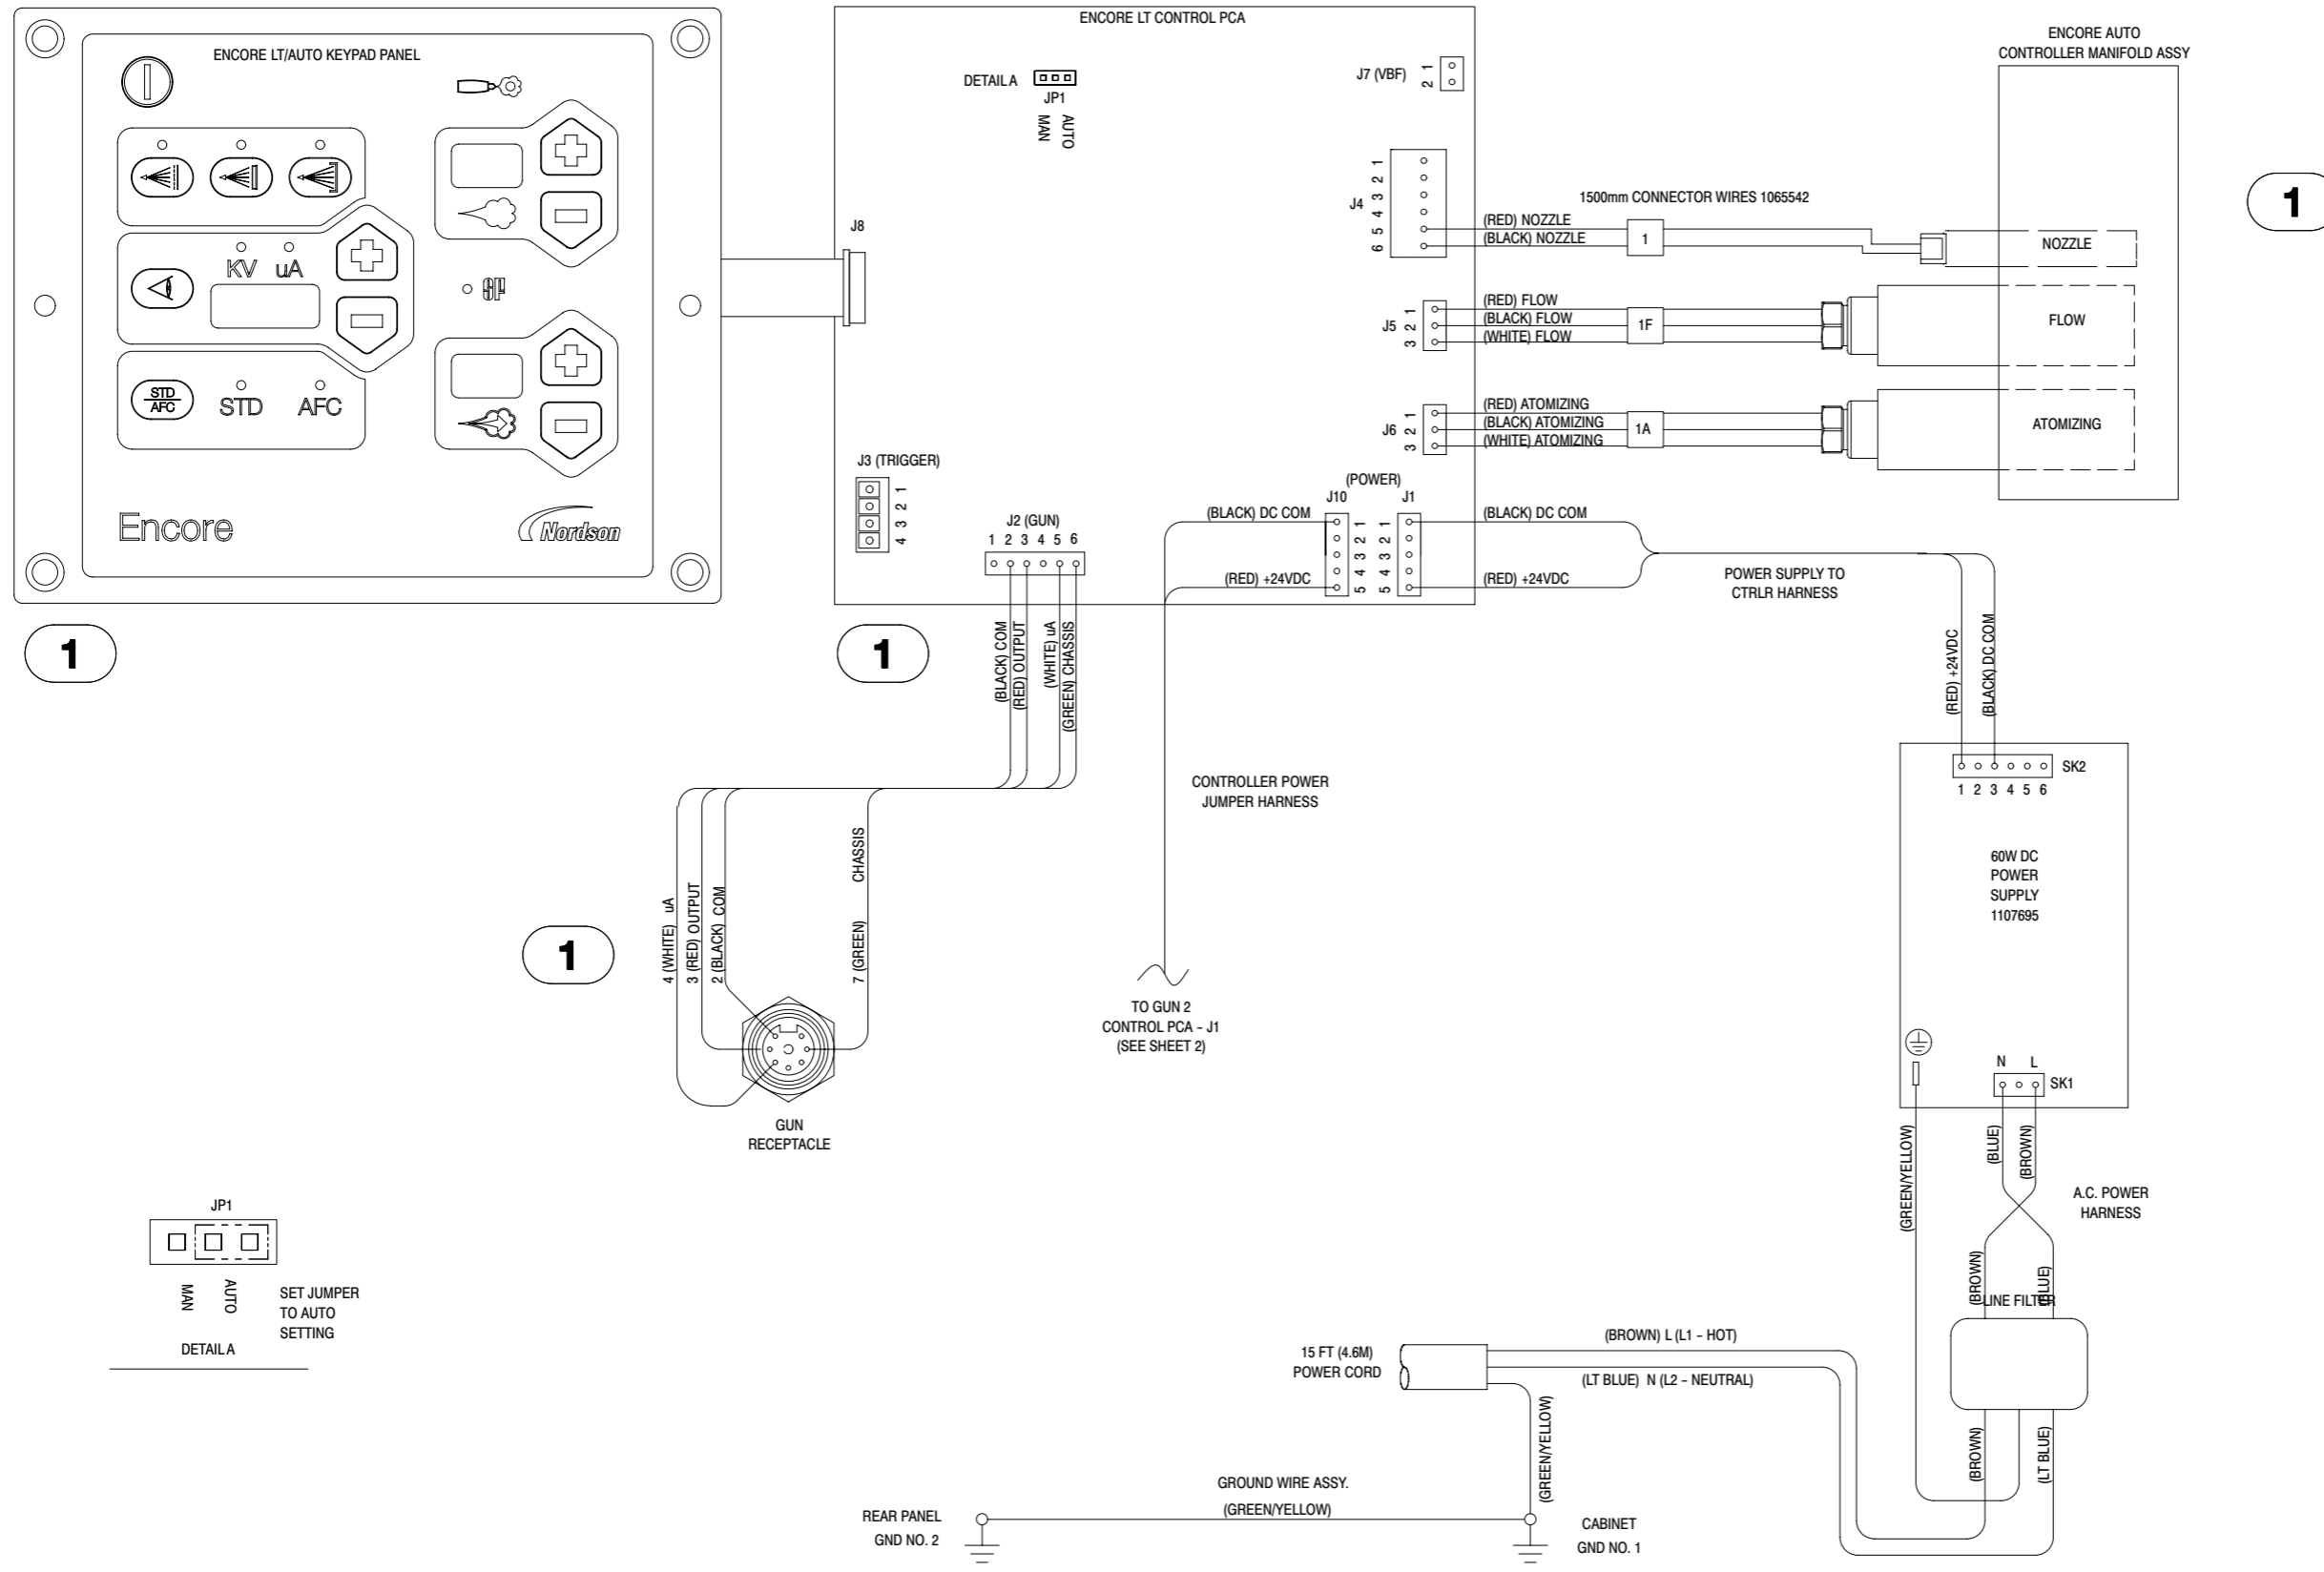 ENCORE LT/AUTO KEYPAD PANEL
KV uA
STD
AFC
STD AFC
SP
Encore
Nordson
1
ENCORE LT CONTROL PCA
DETAIL A
JP1
MAN AUTO
J8
J7 (VBF)
1
2
J4
1
2
3
4
5
6
J5
1
2
3
J6
1
2
3
J3 (TRIGGER)
1
2
3
4
J2 (GUN)
1 2 3 4 5 6
(POWER)
J10
1
2
3
4
5
J1
1
2
3
4
5
(BLACK) DC COM
(RED) +24VDC
1
ENCORE AUTO
CONTROLLER MANIFOLD ASSY
1500mm CONNECTOR WIRES 1065542
(RED) NOZZLE
(BLACK) NOZZLE
1
NOZZLE
(RED) FLOW
(BLACK) FLOW
(WHITE) FLOW
1F
FLOW
(RED) ATOMIZING
(BLACK) ATOMIZING
(WHITE) ATOMIZING
1A
ATOMIZING
1
(BLACK) DC COM
(RED) +24VDC
POWER SUPPLY TO
CTRLR HARNESS
(RED) +24VDC
(BLACK) DC COM
SK2
1 2 3 4 5 6
60W DC
POWER
SUPPLY
1107695
N L
SK1
(BLACK) COM
(RED) OUTPUT
(WHITE) uA
(GREEN) CHASSIS
CONTROLLER POWER
JUMPER HARNESS
4 (WHITE) uA
3 (RED) OUTPUT
2 (BLACK) COM
7 (GREEN) CHASSIS
1
GUN
RECEPTACLE
TO GUN 2
CONTROL PCA - J1
(SEE SHEET 2)
(GREEN/YELLOW)
(BLUE)
(BROWN)
A.C. POWER
HARNESS
(BROWN)
(BLUE)
LINE FILTER
(BROWN)
(LT BLUE)
JP1
MAN
AUTO
SET JUMPER
TO AUTO
SETTING
DETAIL A
15 FT (4.6M)
POWER CORD
(BROWN) L (L1 - HOT)
(LT BLUE) N (L2 - NEUTRAL)
(GREEN/YELLOW)
GROUND WIRE ASSY.
(GREEN/YELLOW)
REAR PANEL
GND NO. 2
CABINET
GND NO. 1